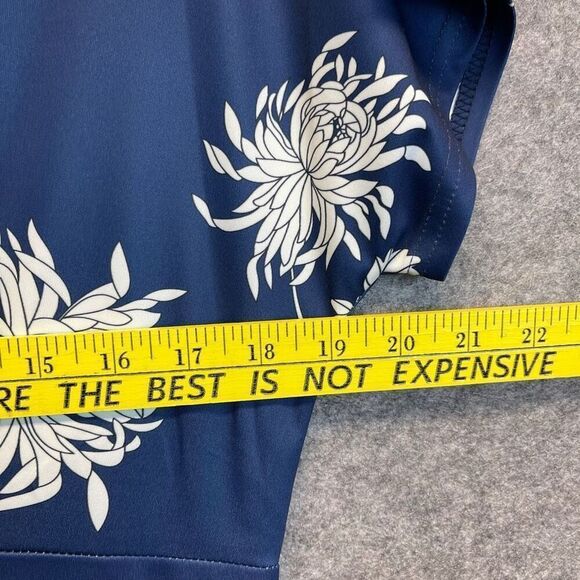 15 16 17 18 19 20 21 22
RE THE BEST IS NOT EXPENSIVE